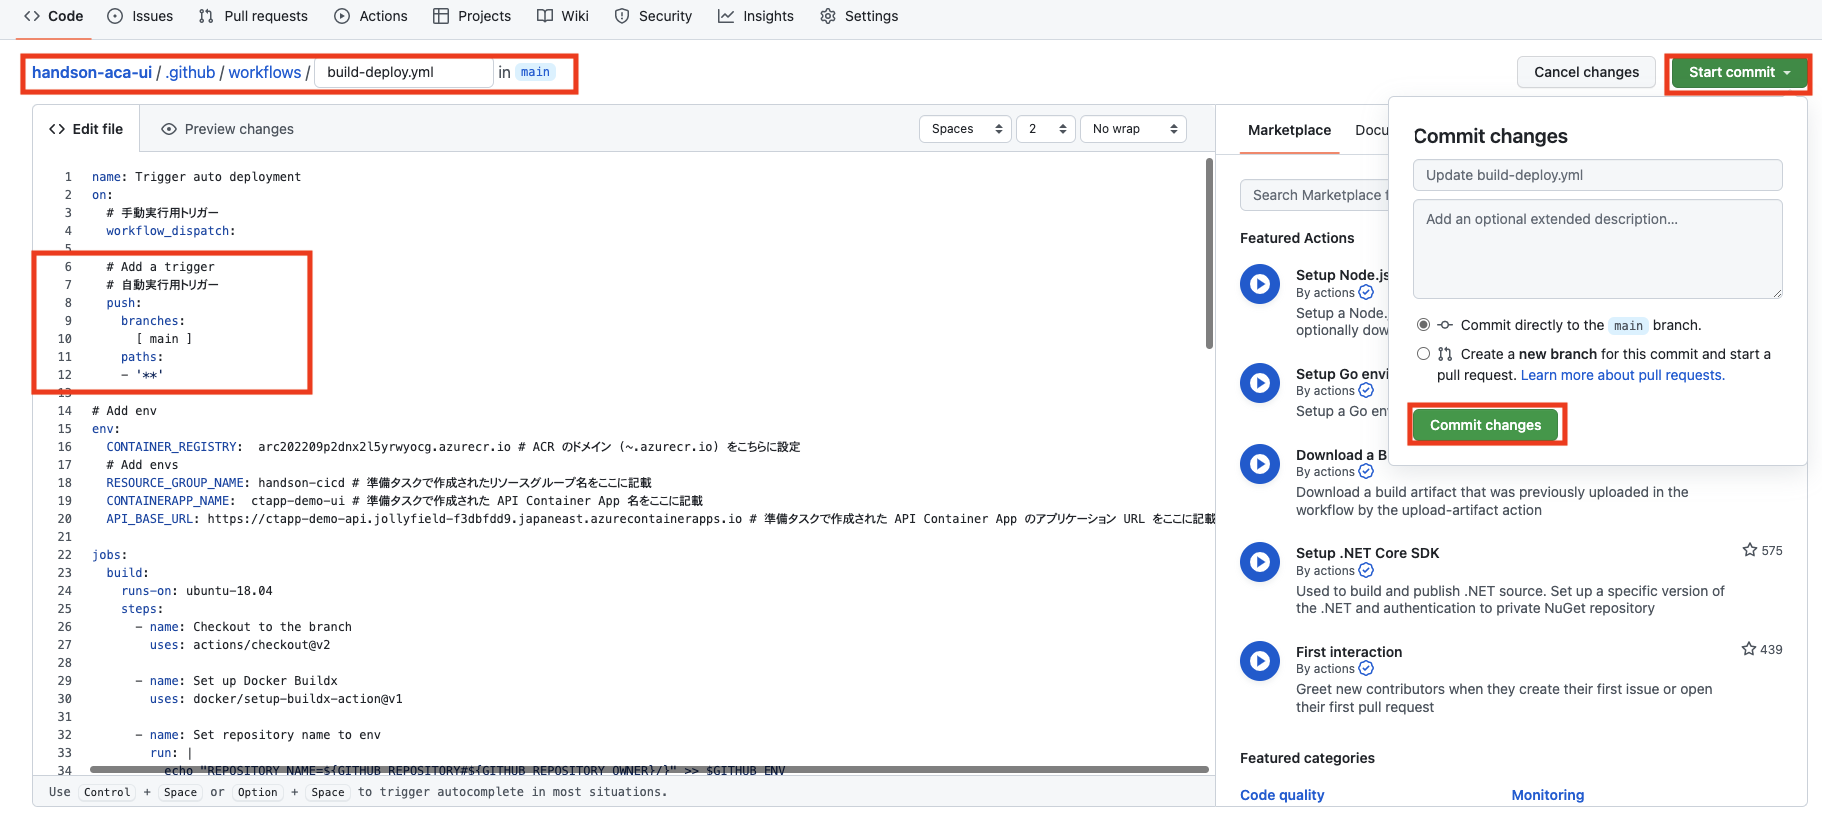 Code Issues Pull requests Actions Projects Wiki Security Insights Settings
handson-aca-ui / .github / workflows / build-deploy.yml in main
Cancel changes Start commit
Edit file Preview changes
Spaces 2 No wrap
1 name: Trigger auto deployment
2 on:
3 # 手動実行用トリガー
4 workflow_dispatch:
5
6 # Add a trigger
7 # 自動実行用トリガー
8 push:
9 branches:
10 [ main ]
11 paths:
12 - '**'
13
14 # Add env
15 env:
16 CONTAINER_REGISTRY: arc202209p2dnx2l5yrwyocg.azurecr.io # ACR のドメイン (~.azurecr.io) をこちらに設定
17 # Add envs
18 RESOURCE_GROUP_NAME: handson-cicd # 準備タスクで作成されたリソースグループ名をここに記載
19 CONTAINERAPP_NAME: ctapp-demo-ui # 準備タスクで作成された API Container App 名をここに記載
20 API_BASE_URL: https://ctapp-demo-api.jollyfield-f3dbfdd9.japaneast.azurecontainerapps.io # 準備タスクで作成された API Container App のアプリケーション URL をここに記載
21
22 jobs:
23 build:
24 runs-on: ubuntu-18.04
25 steps:
26 - name: Checkout to the branch
27 uses: actions/checkout@v2
28
29 - name: Set up Docker Buildx
30 uses: docker/setup-buildx-action@v1
31
32 - name: Set repository name to env
33 run: |
34 echo "REPOSITORY_NAME=${GITHUB_REPOSITORY#${GITHUB_REPOSITORY_OWNER}/}" >> $GITHUB_ENV
Use Control + Space or Option + Space to trigger autocomplete in most situations.
Marketplace Docu
Search Marketplace f
Featured Actions
Setup Node.js
By actions
Setup a Node.
optionally dow
Setup Go envi
By actions
Setup a Go en
Download a B
By actions
Download a build artifact that was previously uploaded in the
workflow by the upload-artifact action
Setup .NET Core SDK 575
By actions
Used to build and publish .NET source. Set up a specific version of
the .NET and authentication to private NuGet repository
First interaction 439
By actions
Greet new contributors when they create their first issue or open
their first pull request
Featured categories
Code quality Monitoring
Commit changes
Update build-deploy.yml
Add an optional extended description…
Commit directly to the main branch.
Create a new branch for this commit and start a
pull request. Learn more about pull requests.
Commit changes